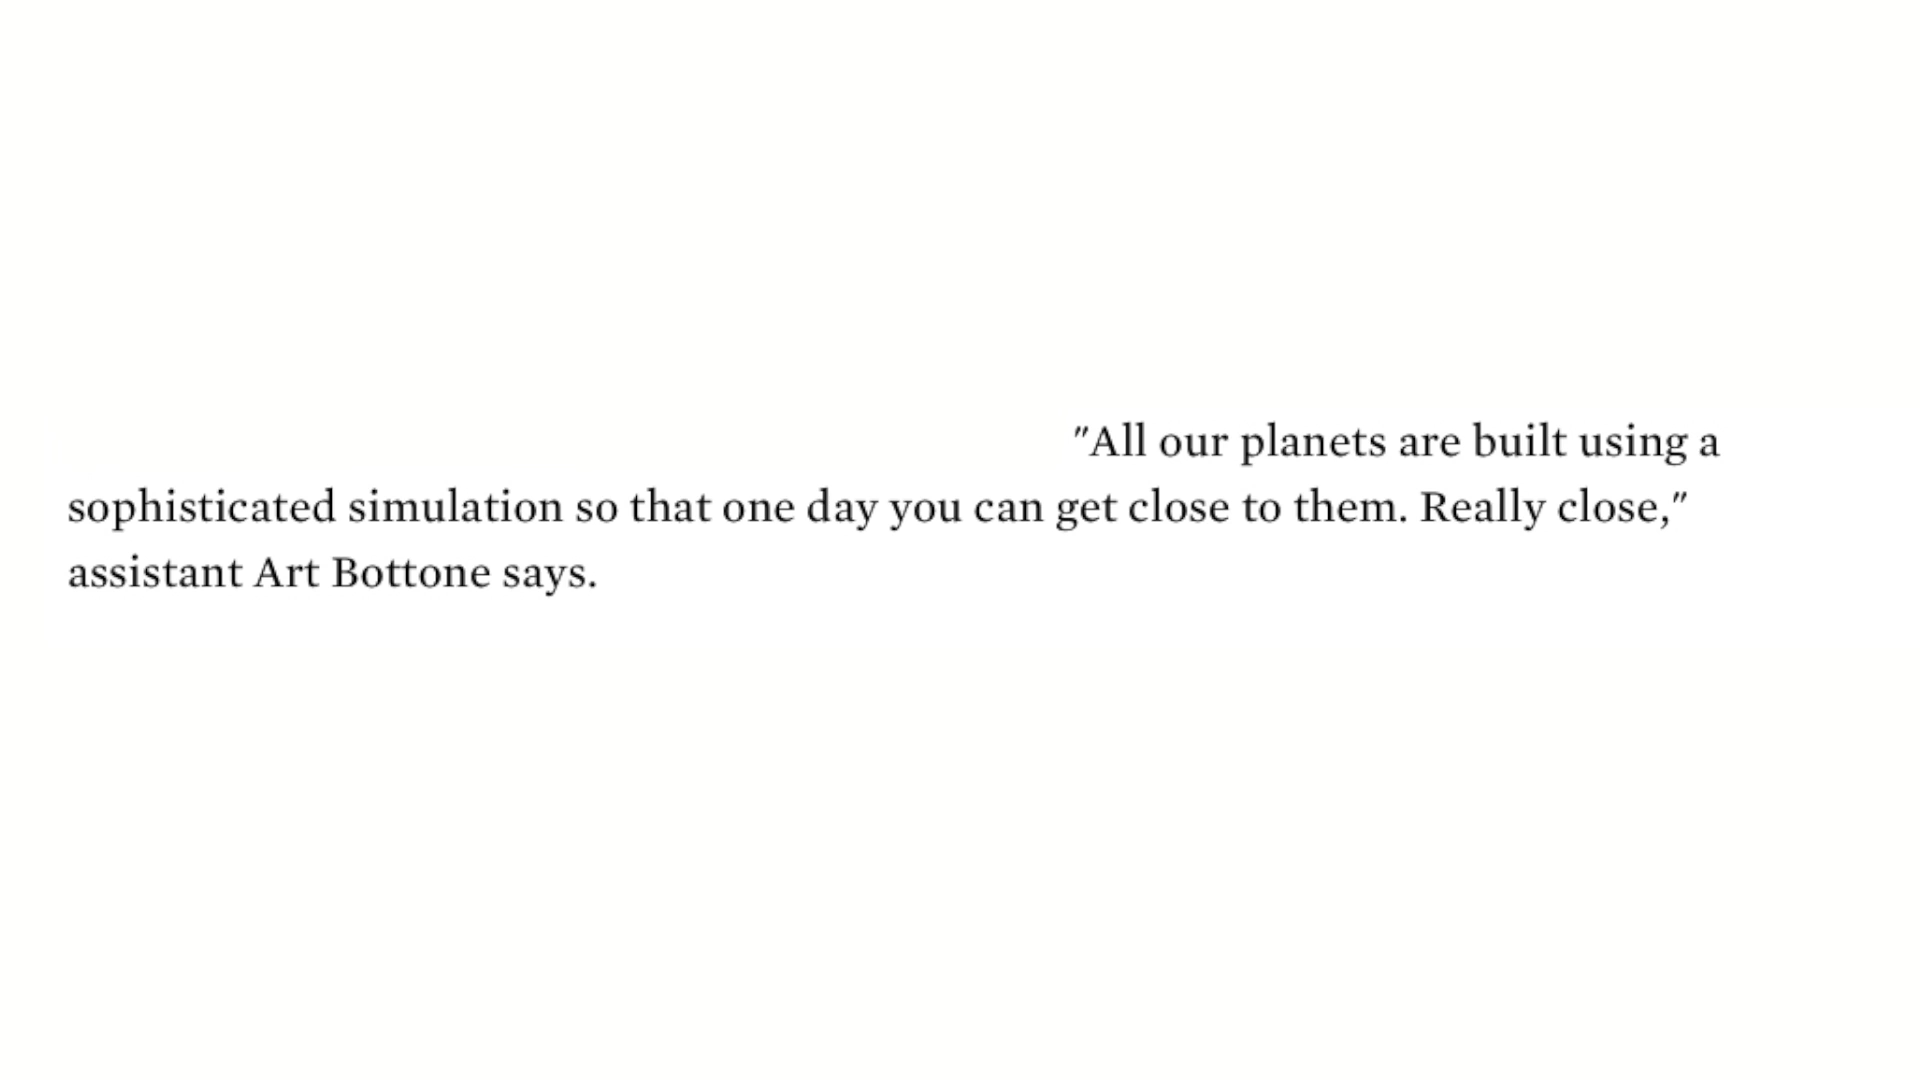 "All our planets are built using a
sophisticated simulation so that one day you can get close to them. Really close,"
assistant Art Bottone says.